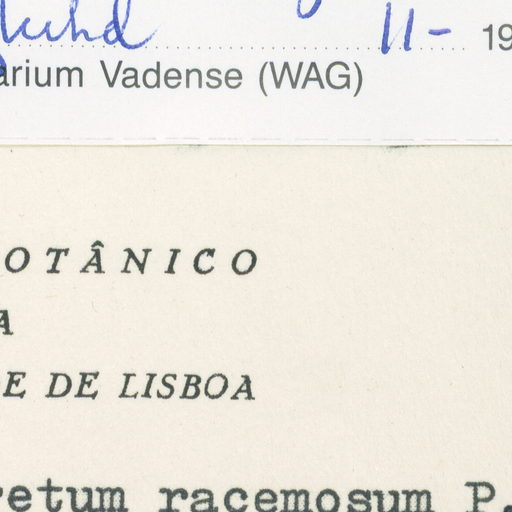 11- 19
arium Vadense (WAG)
OTÂNICO
A
E DE LISBOA
retum racemosum P.